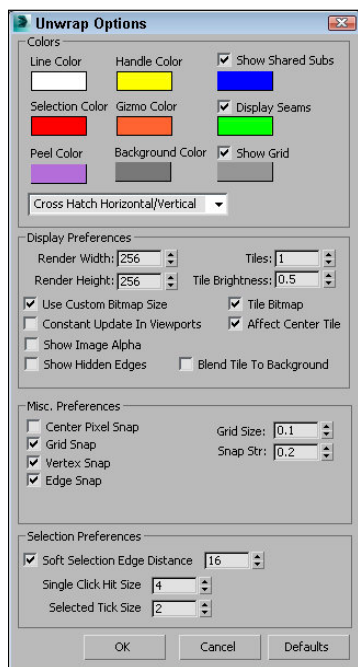 Unwrap Options
Colors
Line Color Handle Color Show Shared Subs
Selection Color Gizmo Color Display Seams
Peel Color Background Color Show Grid
Cross Hatch Horizontal/Vertical
Display Preferences
Render Width: 256 Tiles: 1
Render Height: 256 Tile Brightness: 0.5
Use Custom Bitmap Size Tile Bitmap
Constant Update In Viewports Affect Center Tile
Show Image Alpha
Show Hidden Edges Blend Tile To Background
Misc. Preferences
Center Pixel Snap Grid Size: 0.1
Grid Snap Snap Str: 0.2
Vertex Snap
Edge Snap
Selection Preferences
Soft Selection Edge Distance 16
Single Click Hit Size 4
Selected Tick Size 2
OK Cancel Defaults